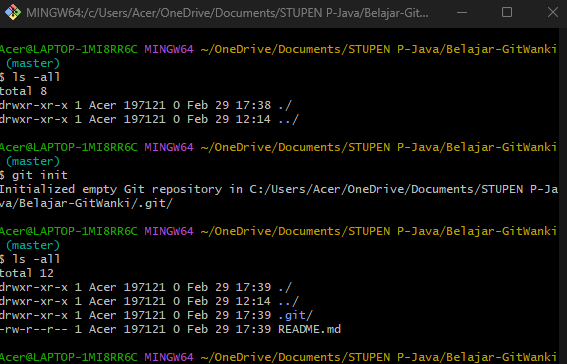 MINGW64:/c/Users/Acer/OneDrive/Documents/STUPEN P-Java/Belajar-Git...
Acer@LAPTOP-1MI8RR6C MINGW64 ~/OneDrive/Documents/STUPEN P-Java/Belajar-GitWanki
(master)
$ ls -all
total 8
drwxr-xr-x 1 Acer 197121 0 Feb 29 17:38 ./
drwxr-xr-x 1 Acer 197121 0 Feb 29 12:14 ../
Acer@LAPTOP-1MI8RR6C MINGW64 ~/OneDrive/Documents/STUPEN P-Java/Belajar-GitWanki
(master)
$ git init
Initialized empty Git repository in C:/Users/Acer/OneDrive/Documents/STUPEN P-Ja
va/Belajar-GitWanki/.git/
Acer@LAPTOP-1MI8RR6C MINGW64 ~/OneDrive/Documents/STUPEN P-Java/Belajar-GitWanki
(master)
$ ls -all
total 12
drwxr-xr-x 1 Acer 197121 0 Feb 29 17:39 ./
drwxr-xr-x 1 Acer 197121 0 Feb 29 12:14 ../
drwxr-xr-x 1 Acer 197121 0 Feb 29 17:39 .git/
-rw-r--r-- 1 Acer 197121 0 Feb 29 17:39 README.md
Acer@LAPTOP-1MI8RR6C MINGW64 ~/OneDrive/Documents/STUPEN P-Java/Belajar-GitWanki